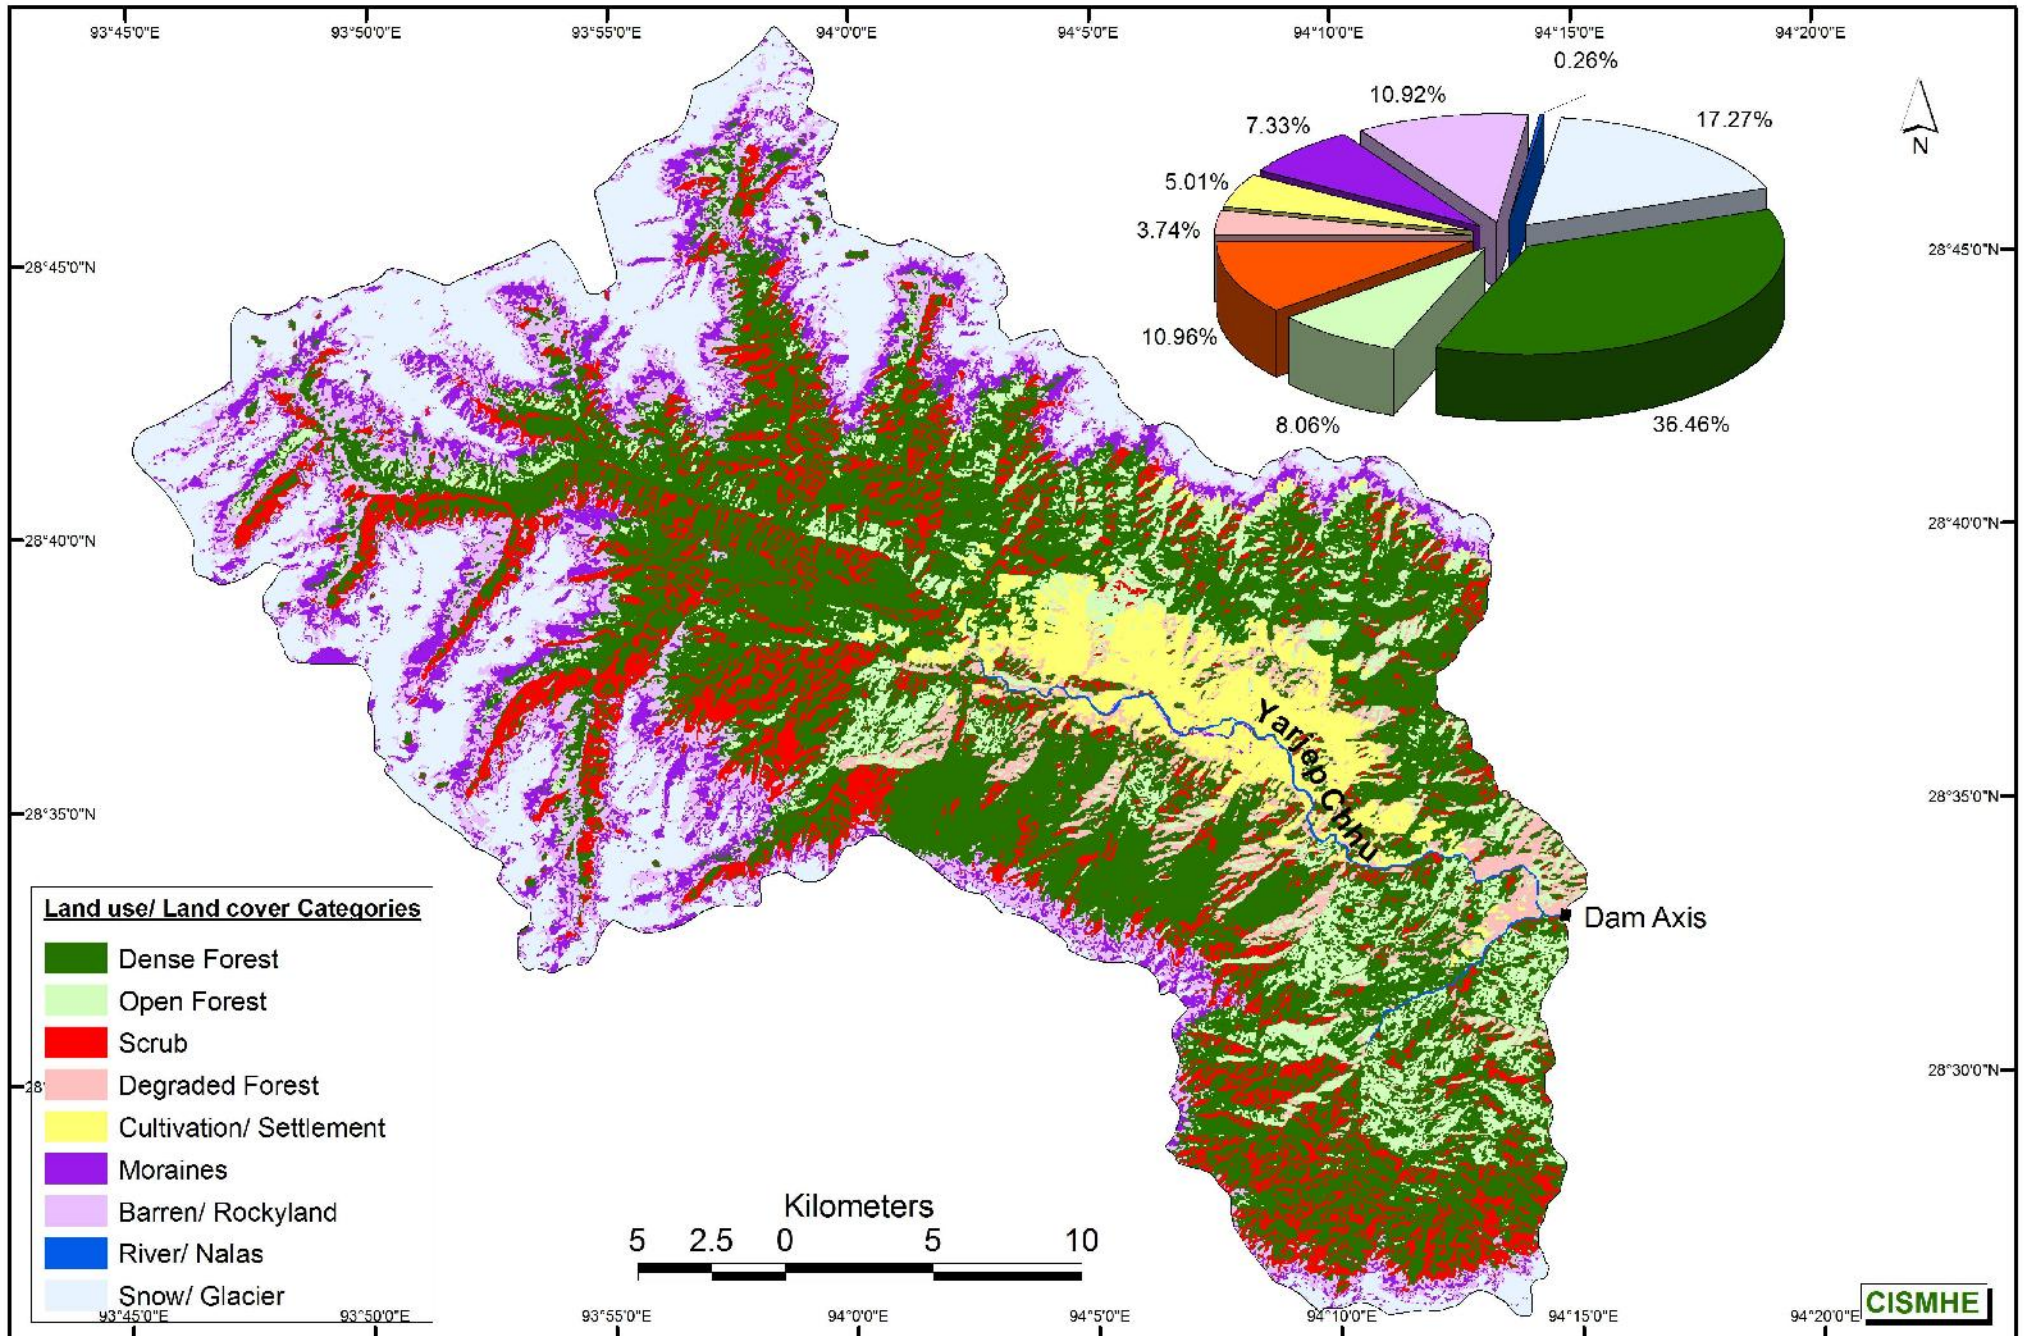 93°45'0"E 93°50'0"E 93°55'0"E 94°0'0"E 94°5'0"E 94°10'0"E 94°15'0"E 94°20'0"E
0.26%
10.92%
17.27%
7.33%
N
5.01%
3.74%
28°45'0"N 28°45'0"N
10.96%
8.06% 36.46%
28°40'0"N 28°40'0"N
Yarjep Chhu
28°35'0"N 28°35'0"N
Dam Axis
Land use/ Land cover Categories
Dense Forest
Open Forest
Scrub
Degraded Forest
Cultivation/ Settlement
Moraines
Barren/ Rockyland
River/ Nalas
Snow/ Glacier
28° 28°30'0"N
Kilometers
5 2.5 0 5 10
CISMHE
93°45'0"E 93°50'0"E 93°55'0"E 94°0'0"E 94°5'0"E 94°10'0"E 94°15'0"E 94°20'0"E